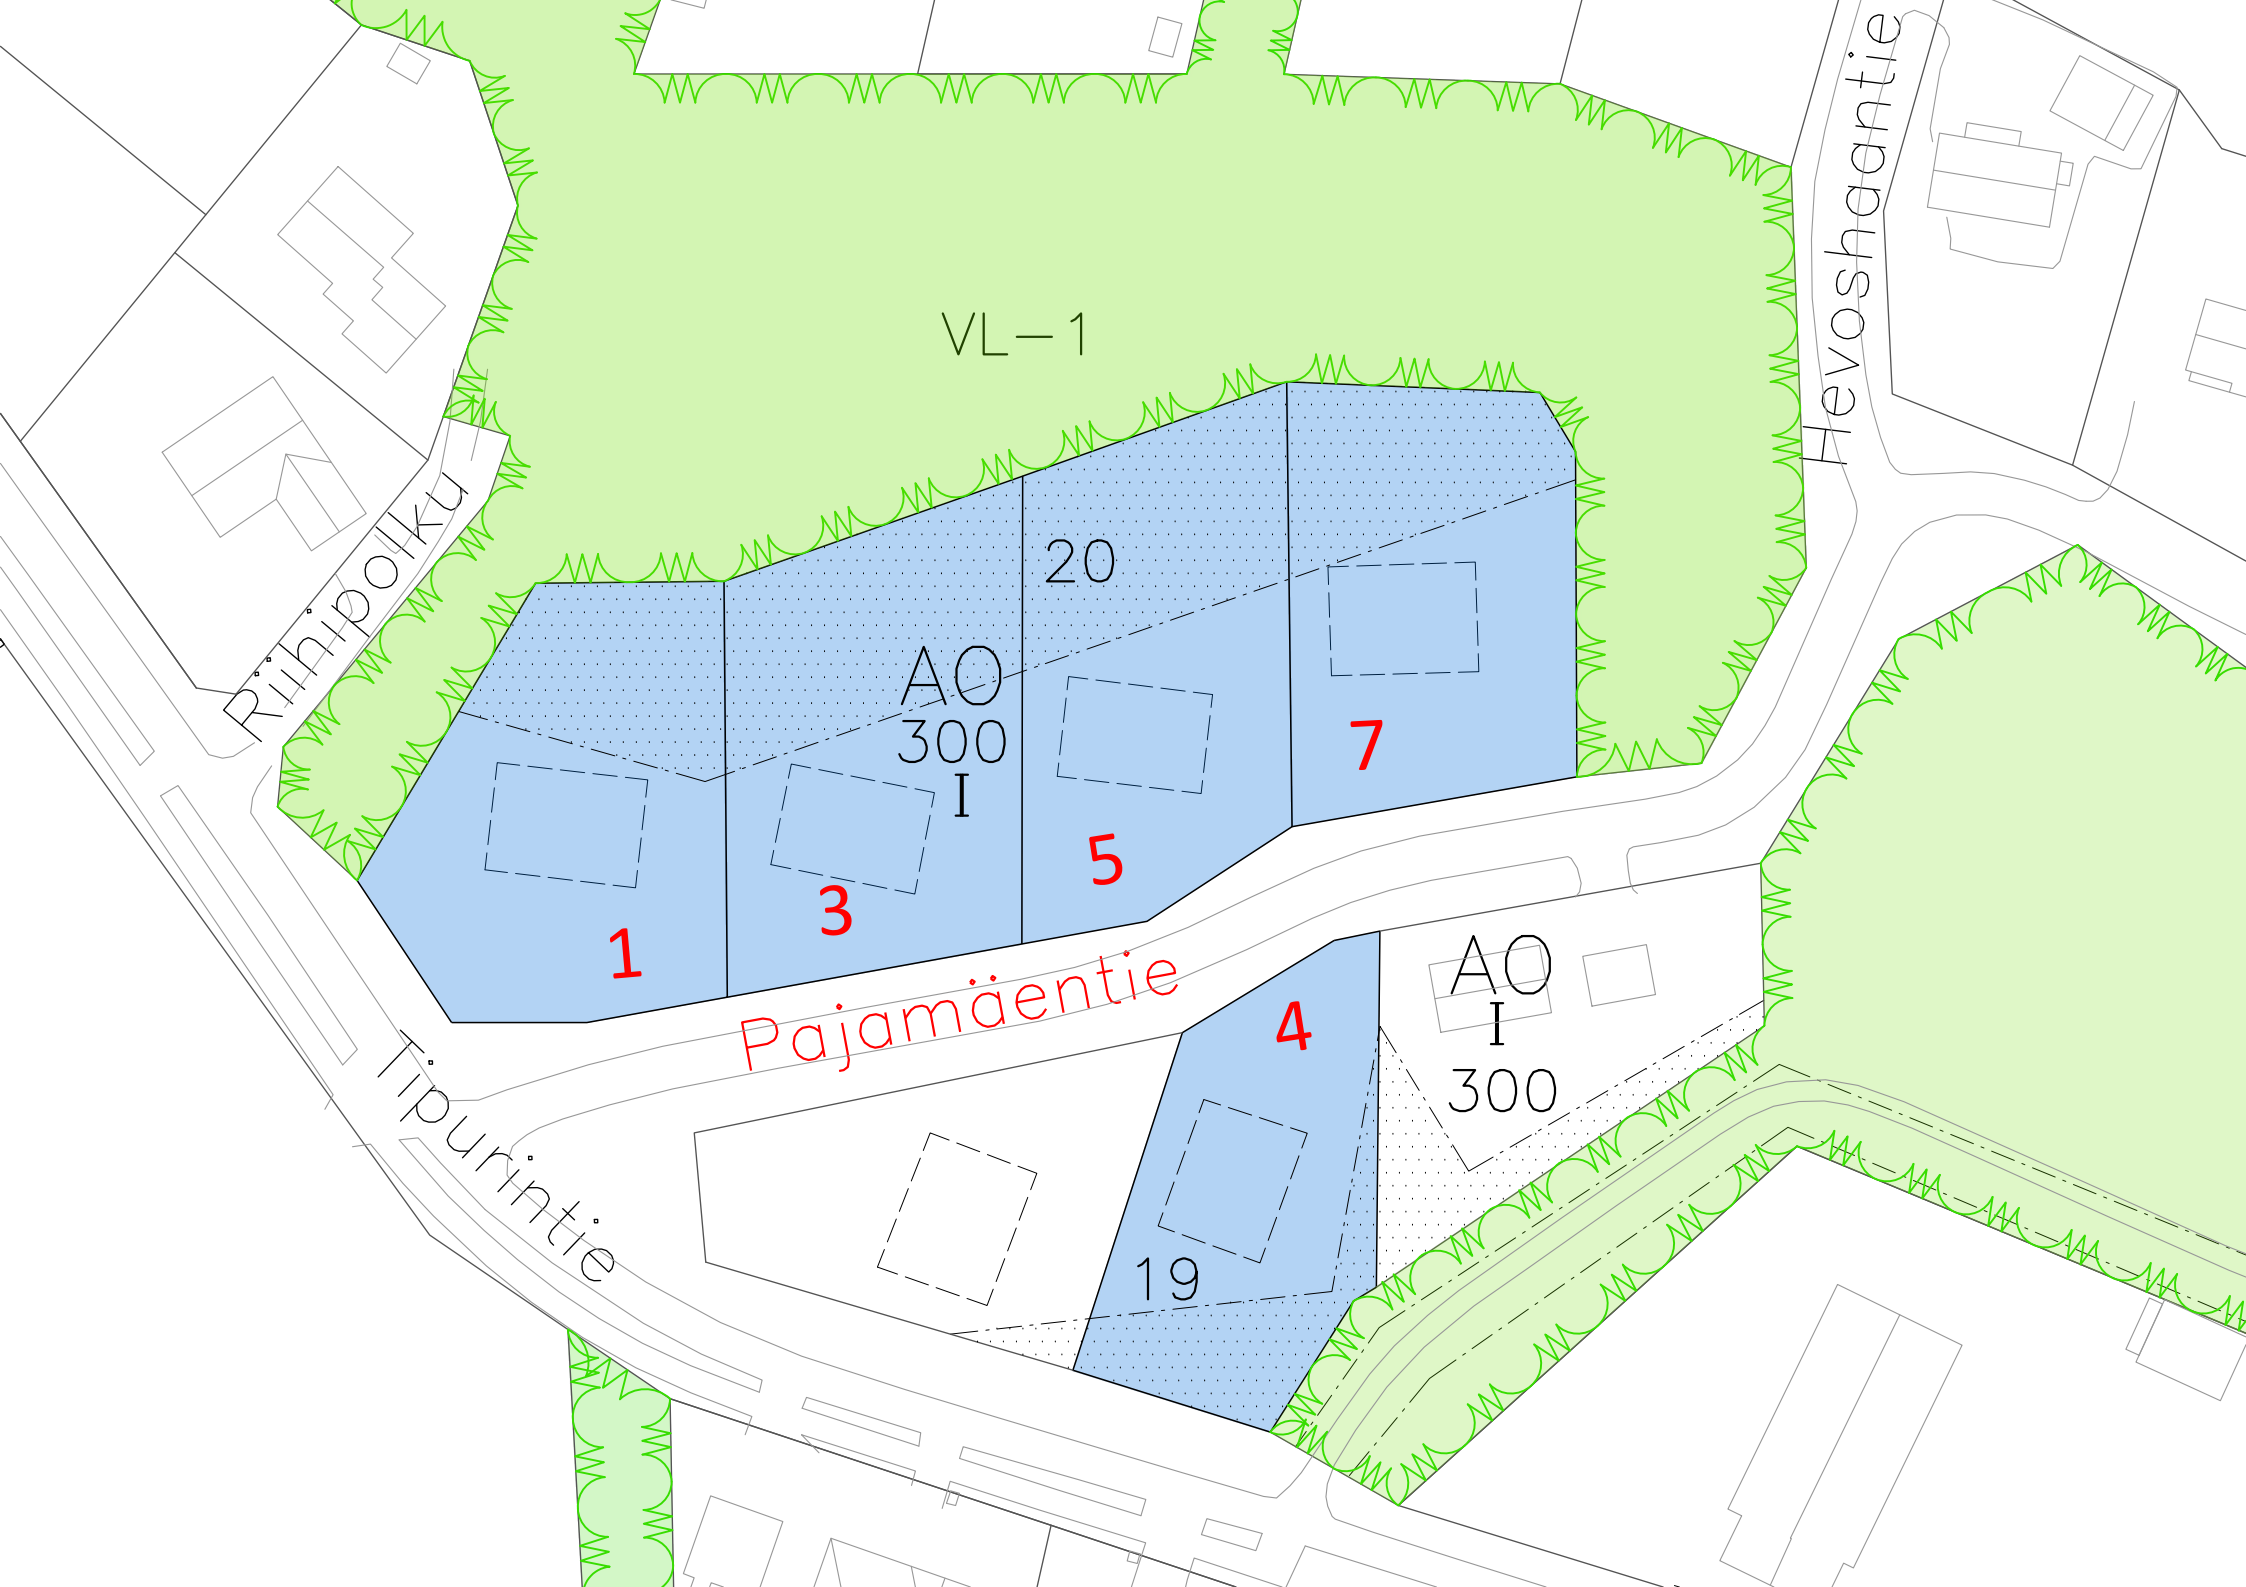 Hevoshaantie
VL-1
Riihipolku
20
AO
300
I
7
5
3
1
Pajamäentie
4
AO
I
300
Tipurintie
19